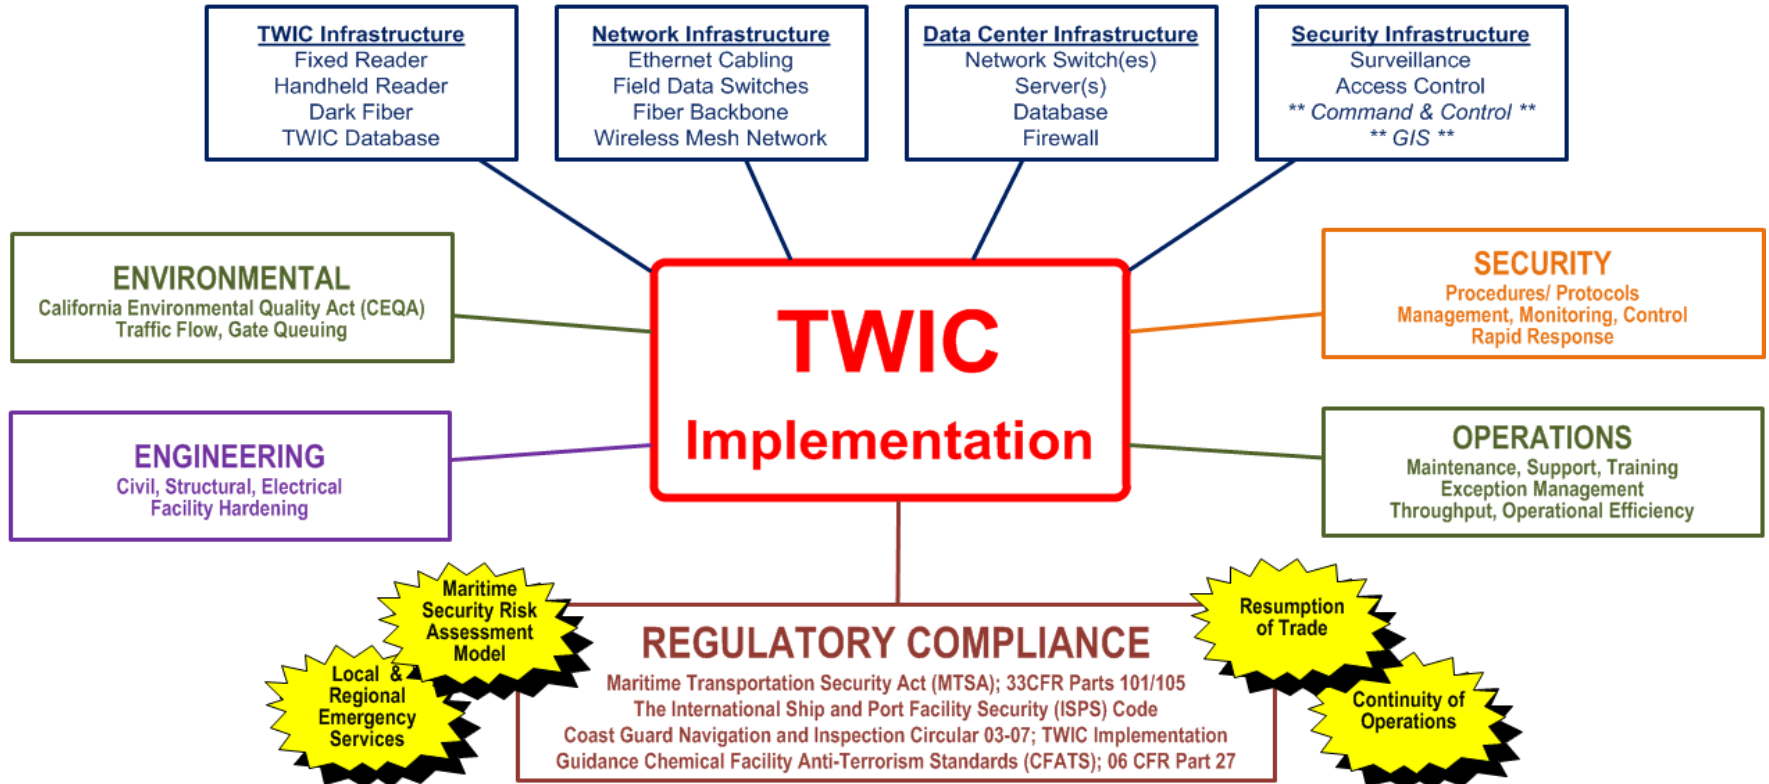 TWIC Infrastructure
Fixed Reader
Handheld Reader
Dark Fiber
TWIC Database
Network Infrastructure
Ethernet Cabling
Field Data Switches
Fiber Backbone
Wireless Mesh Network
Data Center Infrastructure
Network Switch(es)
Server(s)
Database
Firewall
Security Infrastructure
Surveillance
Access Control
** Command & Control **
** GIS **
ENVIRONMENTAL
California Environmental Quality Act (CEQA)
Traffic Flow, Gate Queuing
TWIC
Implementation
SECURITY
Procedures/ Protocols
Management, Monitoring, Control
Rapid Response
ENGINEERING
Civil, Structural, Electrical
Facility Hardening
OPERATIONS
Maintenance, Support, Training
Exception Management
Throughput, Operational Efficiency
Maritime
Security Risk
Assessment
Model
Local &
Regional
Emergency
Services
REGULATORY COMPLIANCE
Maritime Transportation Security Act (MTSA); 33CFR Parts 101/105
The International Ship and Port Facility Security (ISPS) Code
Coast Guard Navigation and Inspection Circular 03-07; TWIC Implementation
Guidance Chemical Facility Anti-Terrorism Standards (CFATS); 06 CFR Part 27
Resumption
of Trade
Continuity of
Operations